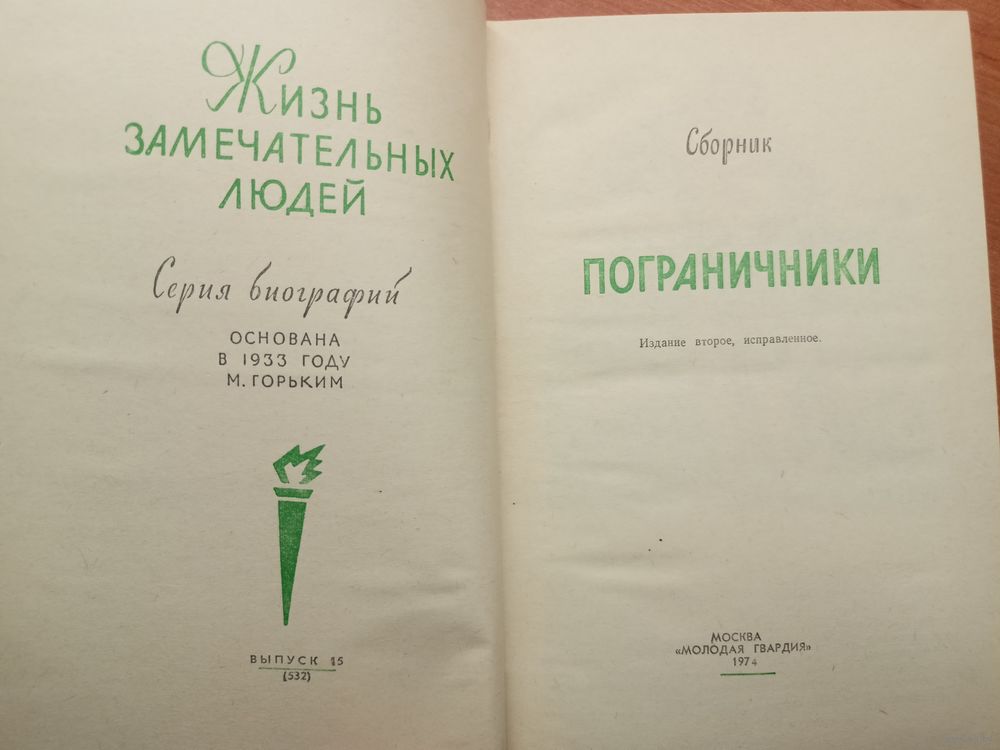 Жизнь
ЗАМЕЧАТЕЛЬНЫХ
ЛЮДЕЙ
Серия биографий
ОСНОВАНА
В 1933 ГОДУ
М. ГОРЬКИМ
ВЫПУСК 15
(532)
Сборник
ПОГРАНИЧНИКИ
Издание второе, исправленное.
МОСКВА
«МОЛОДАЯ ГВАРДИЯ»
1974